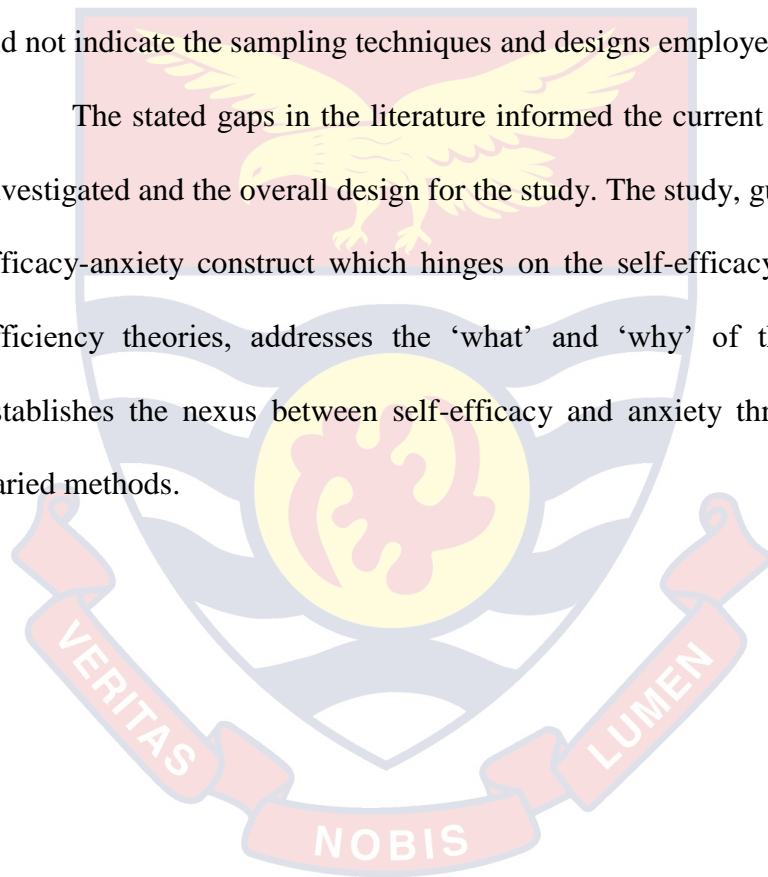 d not indicate the sampling techniques and designs employe
The stated gaps in the literature informed the current
vestigated and the overall design for the study. The study, gu
fficacy-anxiety construct which hinges on the self-efficacy
fficiency theories, addresses the ‘what’ and ‘why’ of t
stablishes the nexus between self-efficacy and anxiety thr
aried methods.
VERITAS
NOBIS
LUMEN